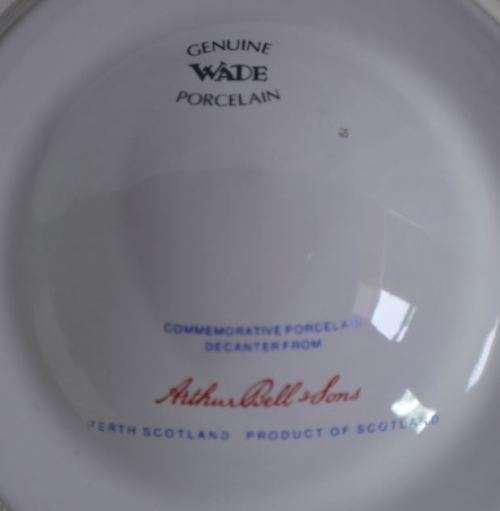 GENUINE
WADE
PORCELAIN
COMMEMORATIVE PORCELAIN
DECANTER FROM
Arthur Bell & Sons
PERTH SCOTLAND PRODUCT OF SCOTLAND